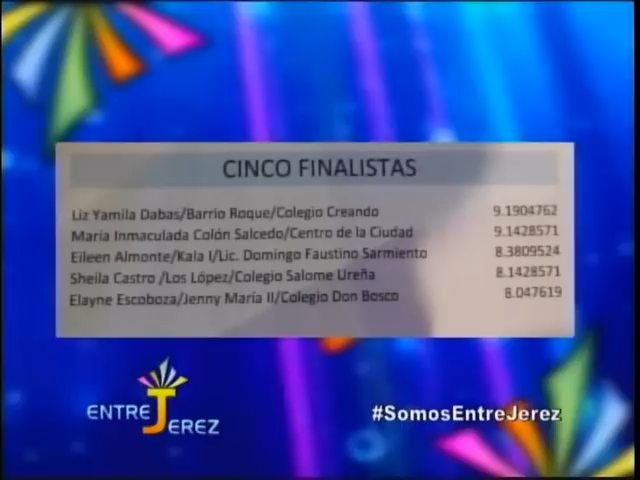 CINCO FINALISTAS
Liz Yamila Dabas/Barrio Roque/Colegio Creando 9.1904762
María Inmaculada Colón Salcedo/Centro de la Ciudad 9.1428571
Eileen Almonte/Kala I/Lic. Domingo Faustino Sarmiento 8.3809524
Sheila Castro /Los López/Colegio Salome Ureña 8.1428571
Elayne Escoboza/Jenny María II/Colegio Don Bosco 8.047619
ENTRE JEREZ
#SomosEntreJerez